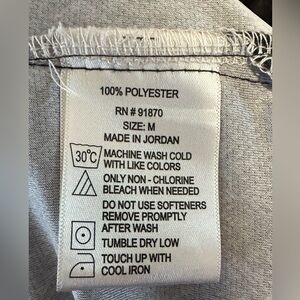 100% POLYESTER
RN # 91870
SIZE: M
MADE IN JORDAN
30°C MACHINE WASH COLD
WITH LIKE COLORS
ONLY NON - CHLORINE
BLEACH WHEN NEEDED
DO NOT USE SOFTENERS
REMOVE PROMPTLY
AFTER WASH
TUMBLE DRY LOW
TOUCH UP WITH
COOL IRON